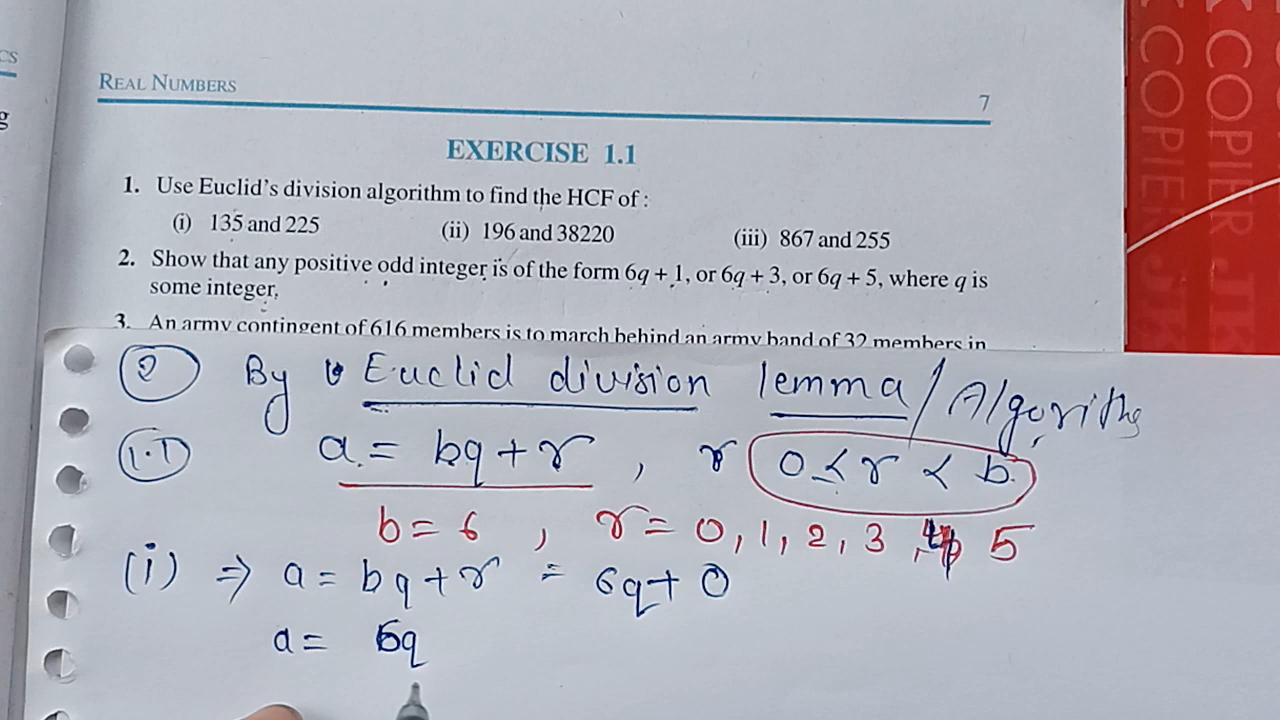 CS
g
REAL NUMBERS
7
EXERCISE 1.1
1. Use Euclid's division algorithm to find the HCF of :
(i) 135 and 225 (ii) 196 and 38220 (iii) 867 and 255
2. Show that any positive odd integer is of the form 6q + 1, or 6q + 3, or 6q + 5, where q is
some integer.
3. An army contingent of 616 members is to march behind an army band of 32 members in
② By Euclid division lemma / Algorithm
1.1 a = bq + r , r 0 ≤ r < b.
b = 6 , r = 0, 1, 2, 3, 4, 5
(i) ⇒ a = bq + r = 6q + 0
a = 6q
COPIER JK
COPIER JK